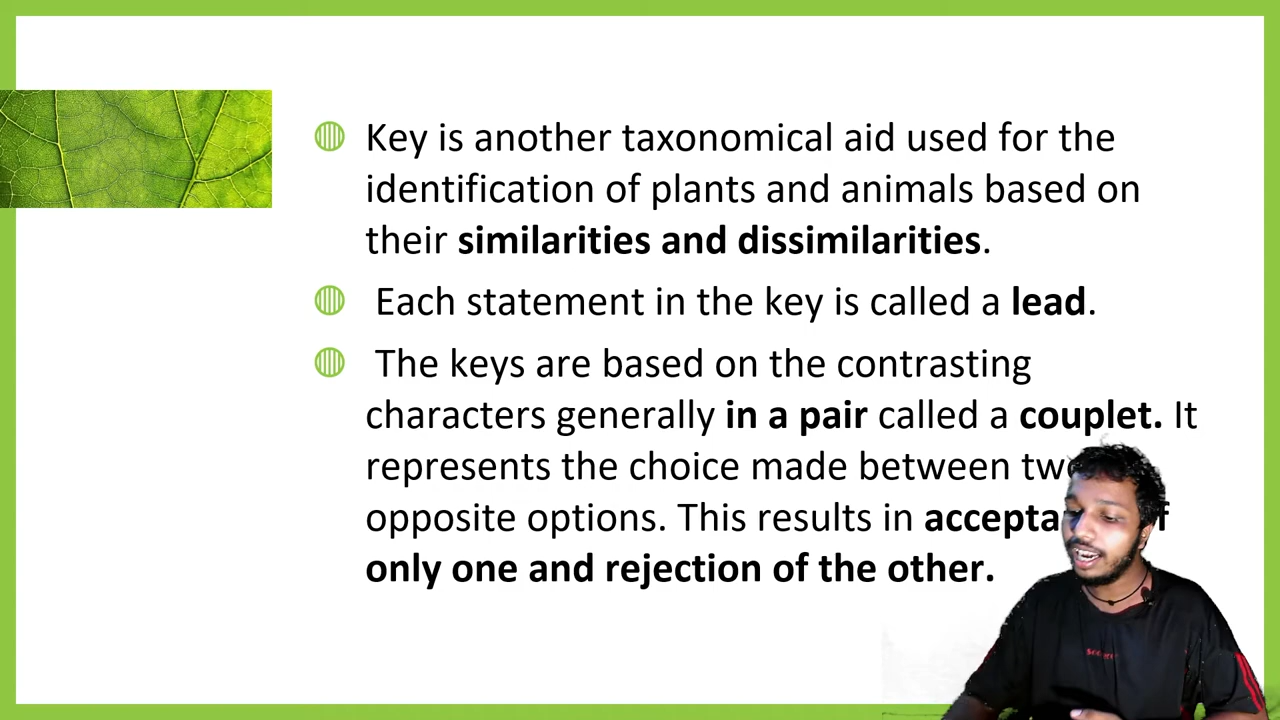 Key is another taxonomical aid used for the
identification of plants and animals based on
their similarities and dissimilarities.
Each statement in the key is called a lead.
The keys are based on the contrasting
characters generally in a pair called a couplet. It
represents the choice made between
opposite options. This results in
only one and rejection of the other.